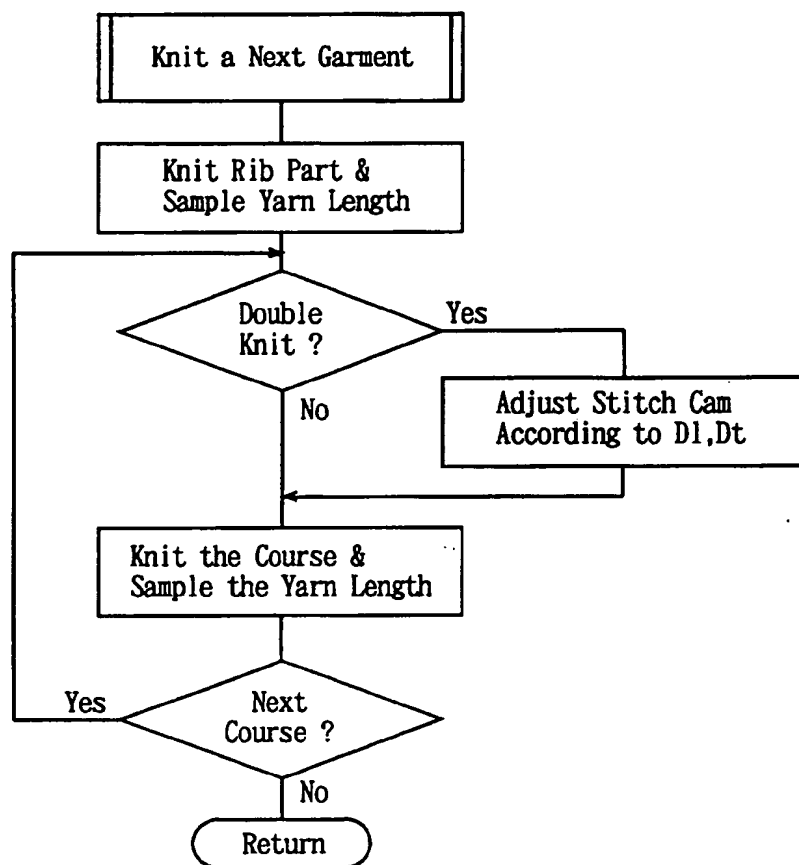 Knit a Next Garment
Knit Rib Part &
Sample Yarn Length
Double
Knit ?
Yes
No
Adjust Stitch Cam
According to Dl,Dt
Knit the Course &
Sample the Yarn Length
Yes
Next
Course ?
No
Return